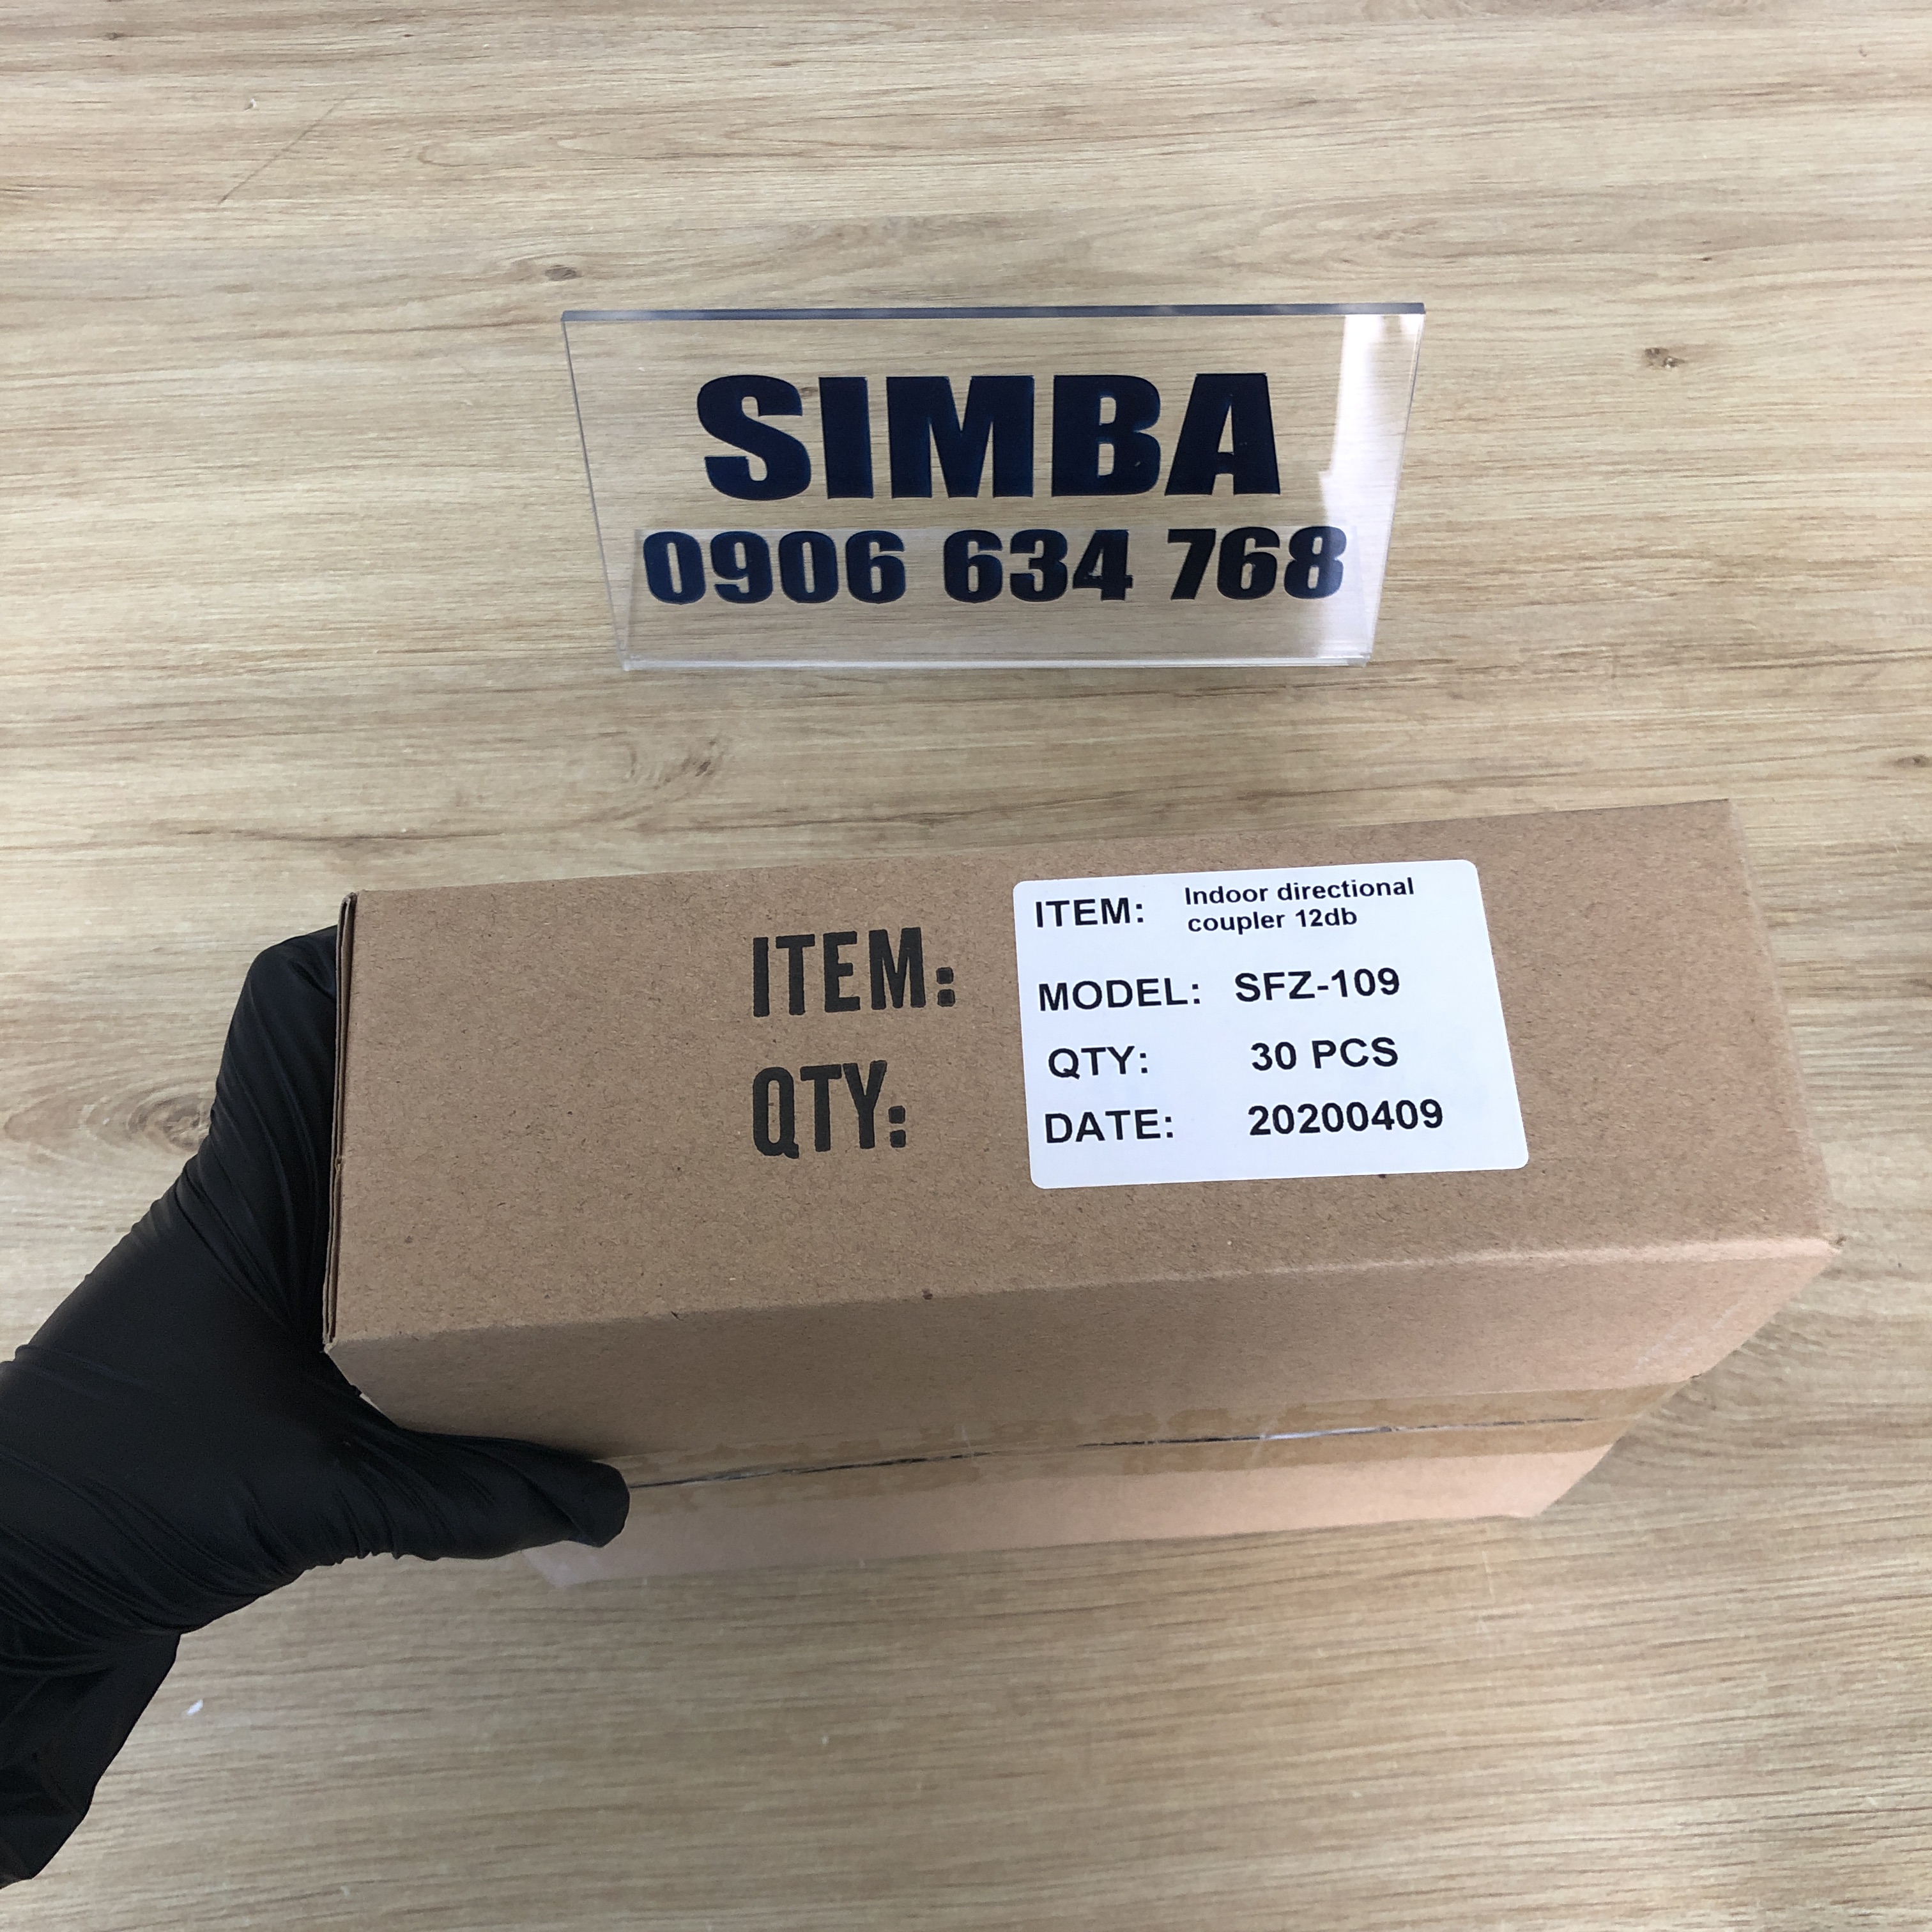 SIMBA
0906 634 768
ITEM:
QTY:
ITEM: Indoor directional
coupler 12db
MODEL: SFZ-109
QTY: 30 PCS
DATE: 20200409